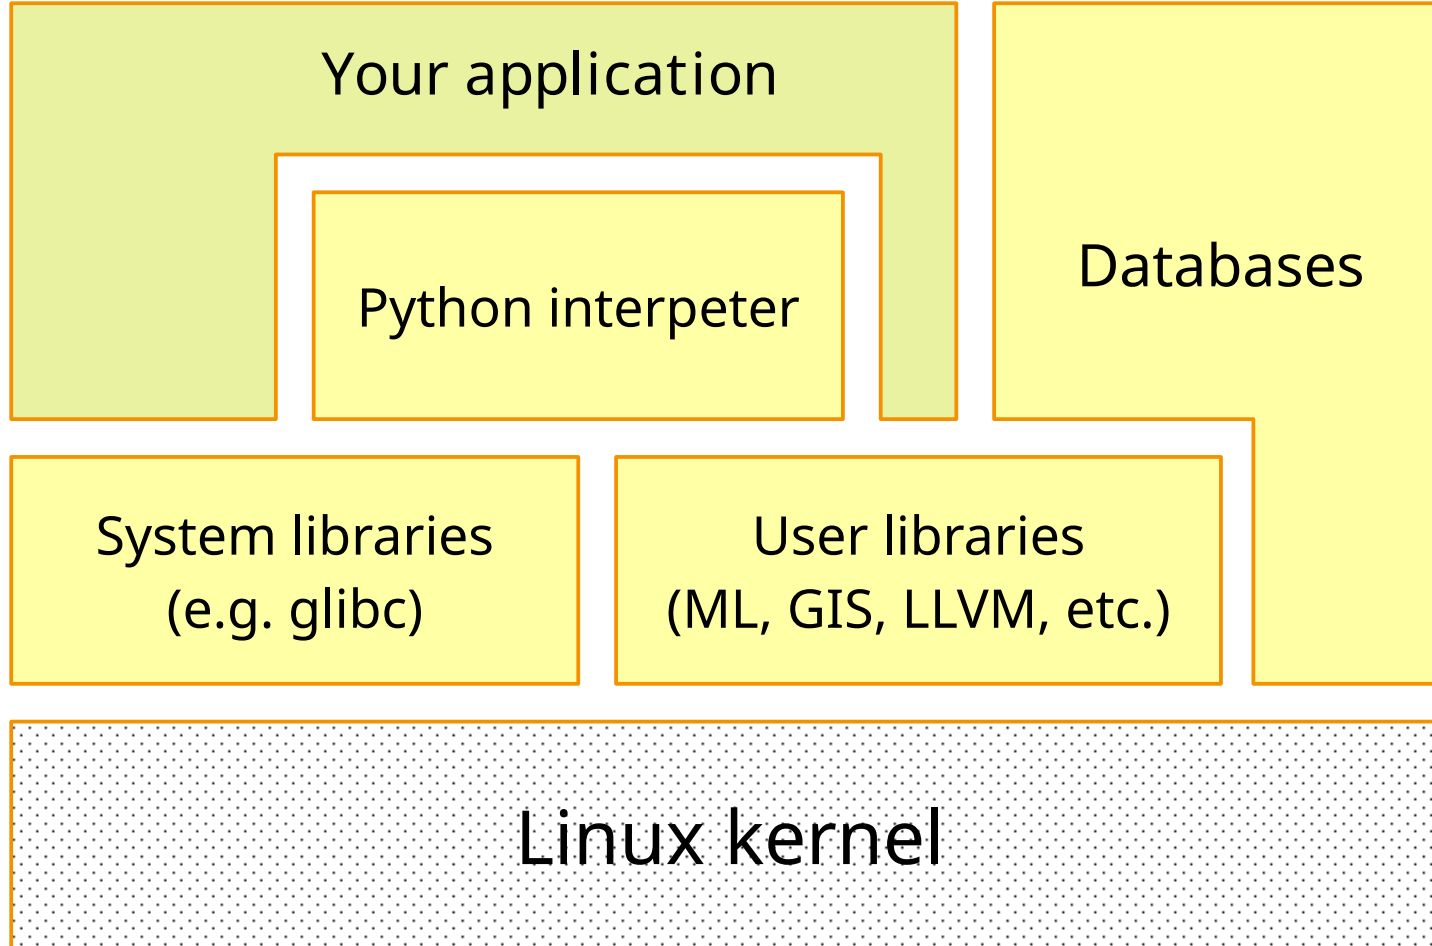 Your application
Python interpeter
Databases
System libraries
(e.g. glibc)
User libraries
(ML, GIS, LLVM, etc.)
Linux kernel